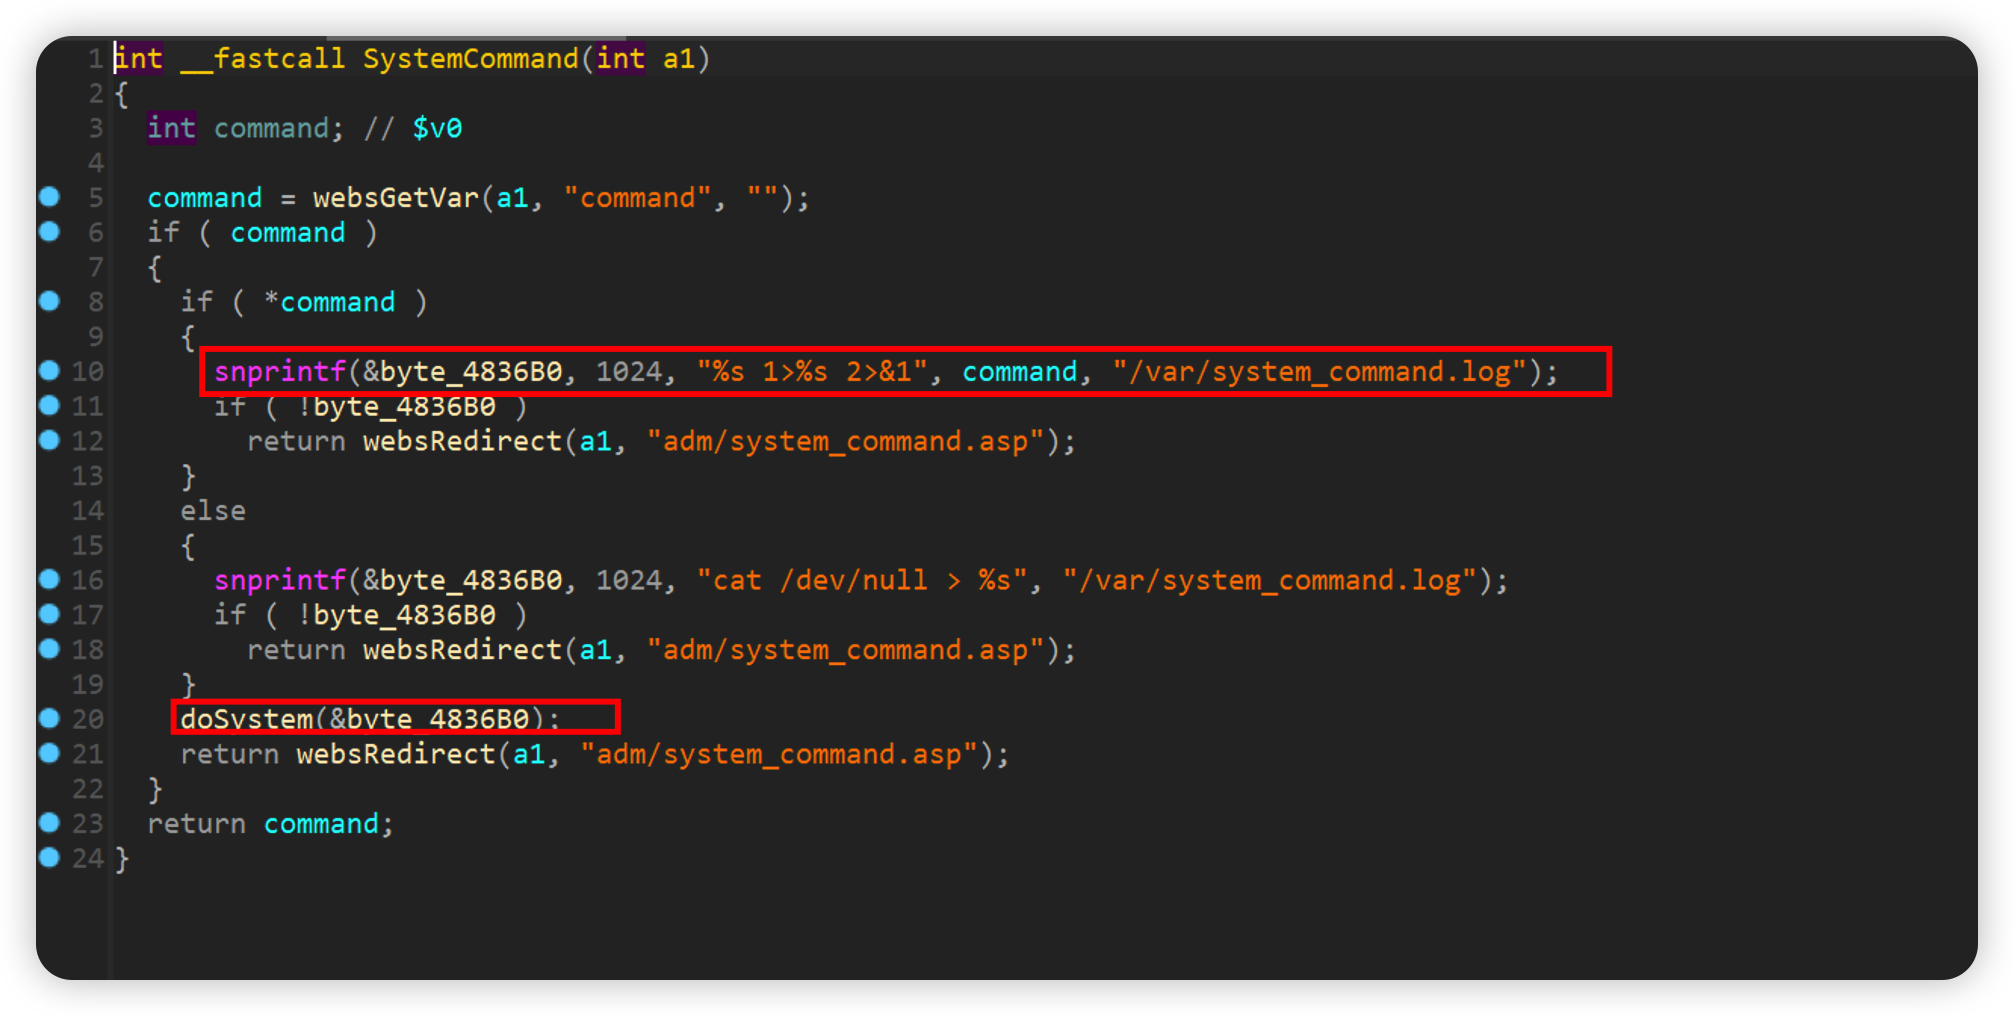 1 int __fastcall SystemCommand(int a1)
2 {
3 int command; // $v0
4
5 command = websGetVar(a1, "command", "");
6 if ( command )
7 {
8 if ( *command )
9 {
10 snprintf(&byte_4836B0, 1024, "%s 1>%s 2>&1", command, "/var/system_command.log");
11 if ( !byte_4836B0 )
12 return websRedirect(a1, "adm/system_command.asp");
13 }
14 else
15 {
16 snprintf(&byte_4836B0, 1024, "cat /dev/null > %s", "/var/system_command.log");
17 if ( !byte_4836B0 )
18 return websRedirect(a1, "adm/system_command.asp");
19 }
20 doSystem(&byte_4836B0);
21 return websRedirect(a1, "adm/system_command.asp");
22 }
23 return command;
24 }